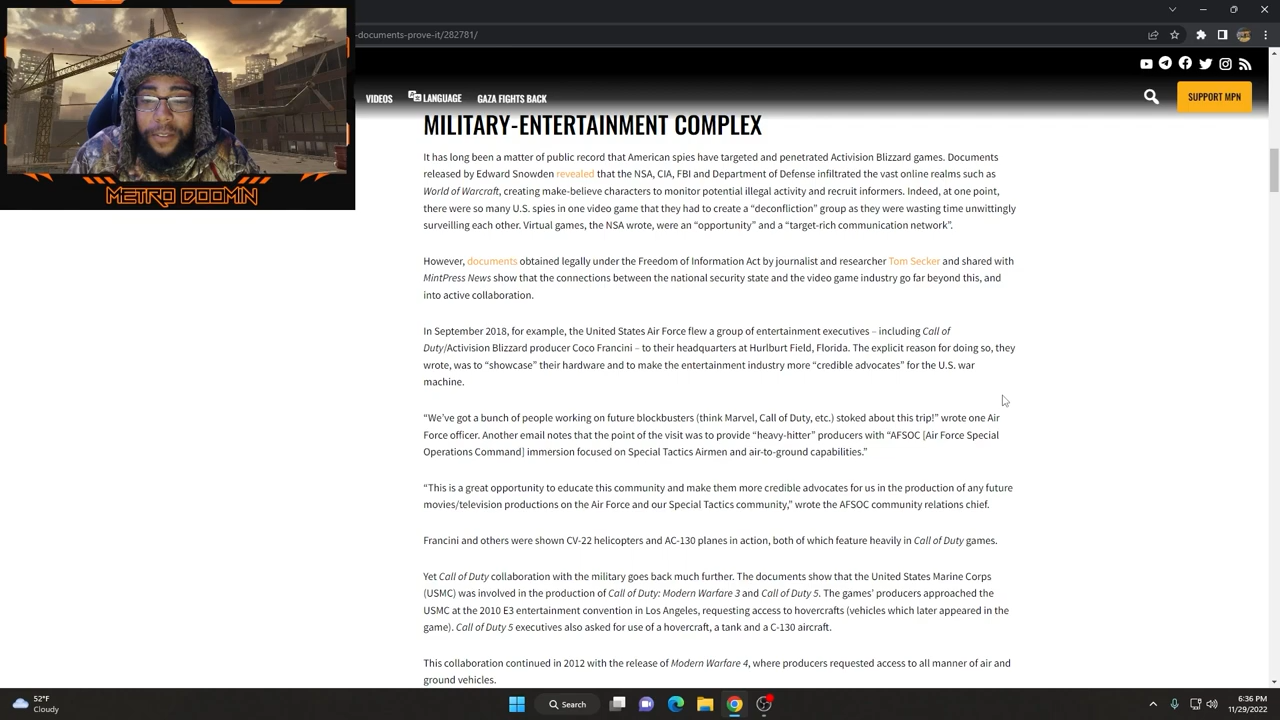 -documents-prove-it/282781/
VIDEOS
LANGUAGE
GAZA FIGHTS BACK
SUPPORT MPN
METRO DOOMIN
MILITARY-ENTERTAINMENT COMPLEX
It has long been a matter of public record that American spies have targeted and penetrated Activision Blizzard games. Documents
released by Edward Snowden revealed that the NSA, CIA, FBI and Department of Defense infiltrated the vast online realms such as
World of Warcraft, creating make-believe characters to monitor potential illegal activity and recruit informers. Indeed, at one point,
there were so many U.S. spies in one video game that they had to create a “deconfliction” group as they were wasting time unwittingly
surveilling each other. Virtual games, the NSA wrote, were an “opportunity” and a “target-rich communication network”.
However, documents obtained legally under the Freedom of Information Act by journalist and researcher Tom Secker and shared with
MintPress News show that the connections between the national security state and the video game industry go far beyond this, and
into active collaboration.
In September 2018, for example, the United States Air Force flew a group of entertainment executives – including Call of
Duty/Activision Blizzard producer Coco Francini – to their headquarters at Hurlburt Field, Florida. The explicit reason for doing so, they
wrote, was to “showcase” their hardware and to make the entertainment industry more “credible advocates” for the U.S. war
machine.
“We’ve got a bunch of people working on future blockbusters (think Marvel, Call of Duty, etc.) stoked about this trip!” wrote one Air
Force officer. Another email notes that the point of the visit was to provide “heavy-hitter” producers with “AFSOC [Air Force Special
Operations Command] immersion focused on Special Tactics Airmen and air-to-ground capabilities.”
“This is a great opportunity to educate this community and make them more credible advocates for us in the production of any future
movies/television productions on the Air Force and our Special Tactics community,” wrote the AFSOC community relations chief.
Francini and others were shown CV-22 helicopters and AC-130 planes in action, both of which feature heavily in Call of Duty games.
Yet Call of Duty collaboration with the military goes back much further. The documents show that the United States Marine Corps
(USMC) was involved in the production of Call of Duty: Modern Warfare 3 and Call of Duty 5. The games’ producers approached the
USMC at the 2010 E3 entertainment convention in Los Angeles, requesting access to hovercrafts (vehicles which later appeared in the
game). Call of Duty 5 executives also asked for use of a hovercraft, a tank and a C-130 aircraft.
This collaboration continued in 2012 with the release of Modern Warfare 4, where producers requested access to all manner of air and
ground vehicles.
52°F
Cloudy
Search
6:36 PM
11/29/2022